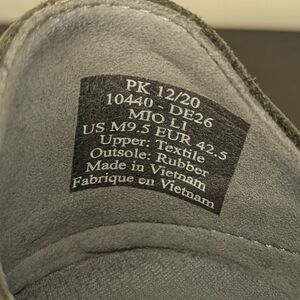 PK 12/20
10440 - DE26
MIO LI
US M9.5 EUR 42.5
Upper: Textile
Outsole: Rubber
Made in Vietnam
Fabrique en Vietnam